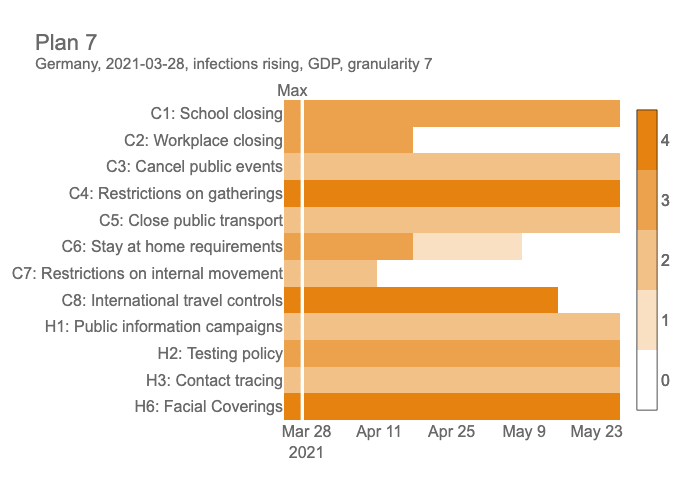 Plan 7
Germany, 2021-03-28, infections rising, GDP, granularity 7
Max
C1: School closing
C2: Workplace closing
C3: Cancel public events
C4: Restrictions on gatherings
C5: Close public transport
C6: Stay at home requirements
C7: Restrictions on internal movement
C8: International travel controls
H1: Public information campaigns
H2: Testing policy
H3: Contact tracing
H6: Facial Coverings
4
3
2
1
0
Mar 28 Apr 11 Apr 25 May 9 May 23
2021